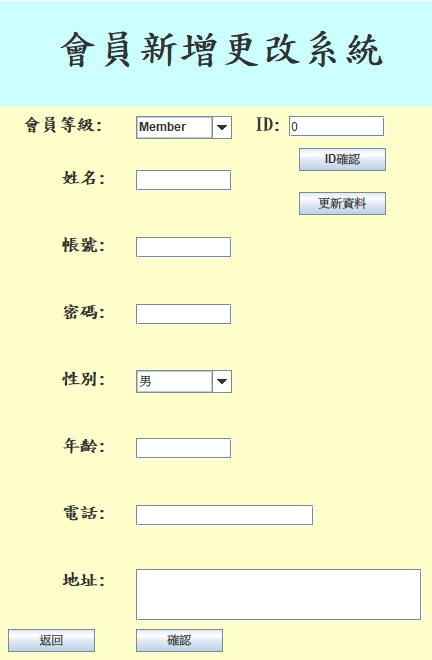 會員新增更改系統
會員等級: Member ID: 0
ID確認
姓名:
更新資料
帳號:
密碼:
性別: 男
年齡:
電話:
地址:
返回 確認